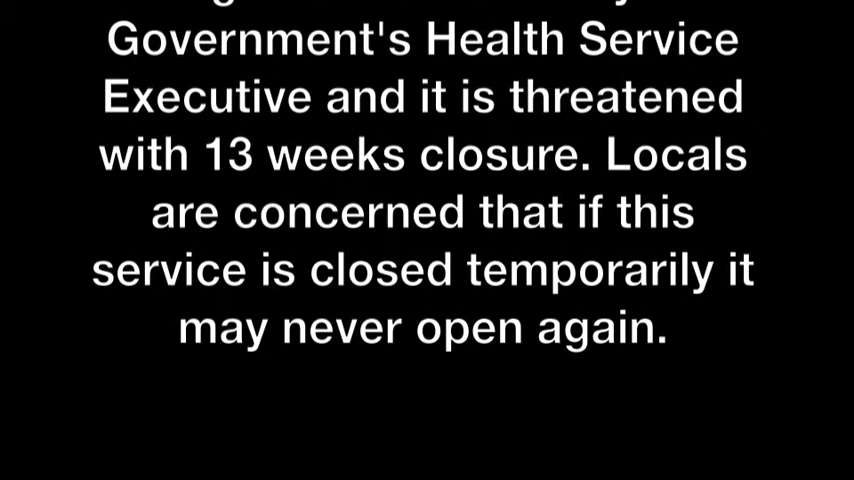 Government's Health Service
Executive and it is threatened
with 13 weeks closure. Locals
are concerned that if this
service is closed temporarily it
may never open again.